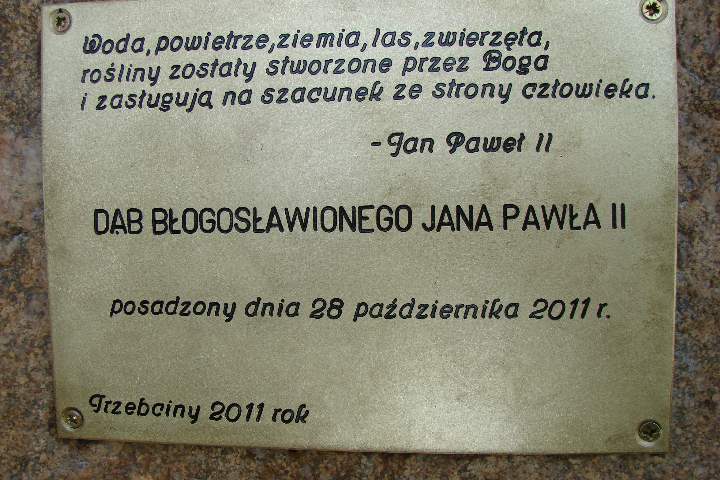 Woda, powietrze, ziemia, las, zwierzęta,
rośliny zostały stworzone przez Boga
i zasługują na szacunek ze strony człowieka.
- Jan Paweł II
DĄB BŁOGOSŁAWIONEGO JANA PAWŁA II
posadzony dnia 28 października 2011 r.
Trzebciny 2011 rok